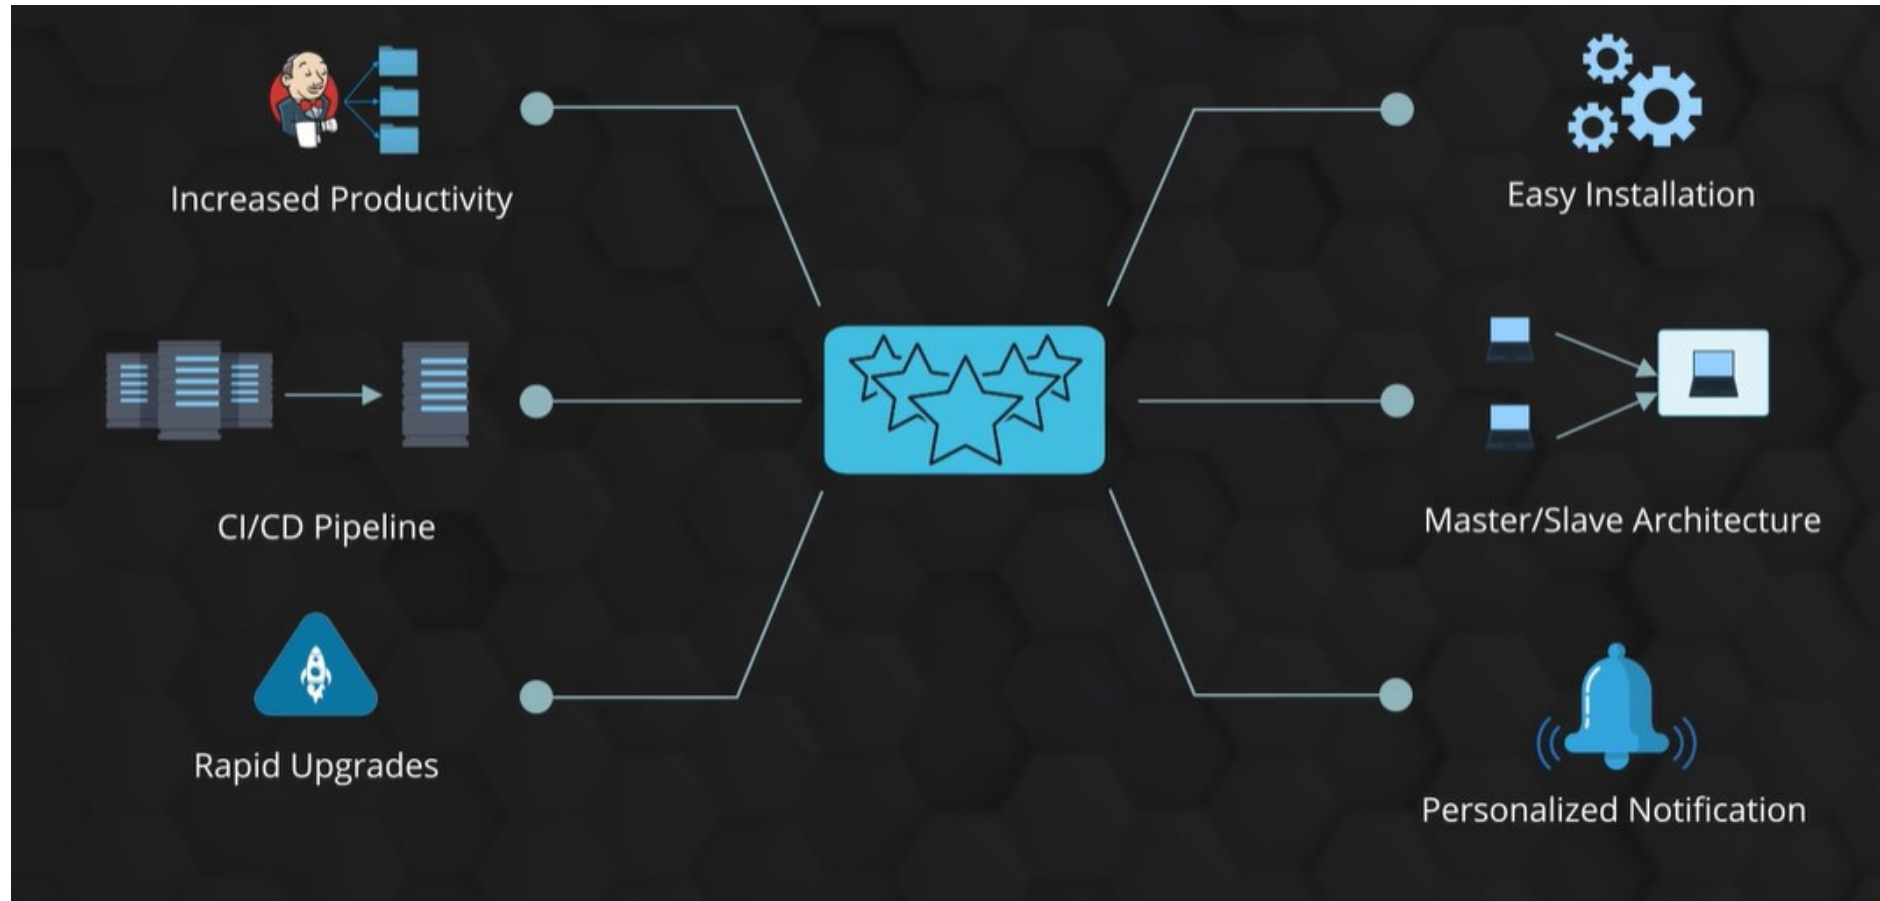 Increased Productivity
Easy Installation
CI/CD Pipeline
Master/Slave Architecture
Rapid Upgrades
Personalized Notification